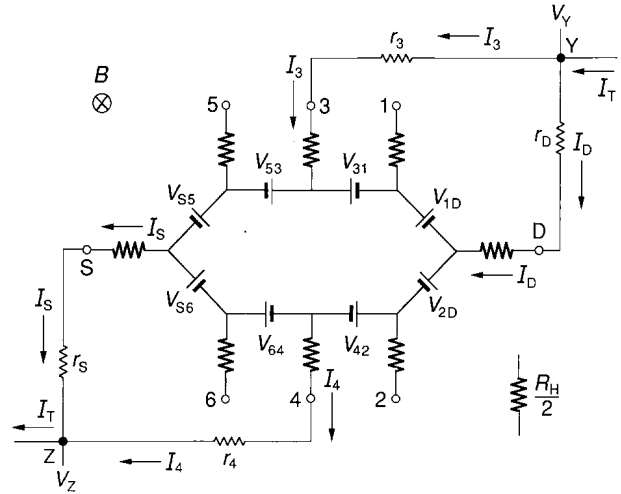 V_Y
I_3 r_3 Y
I_3 I_T
B
5 3 1
r_D I_D
V_53 V_31
V_S5 V_1D
I_S D
S I_D
V_S6 V_2D
I_S V_64 V_42
r_S R_H/2
I_4
I_T 6 4 2
Z r_4
V_Z I_4